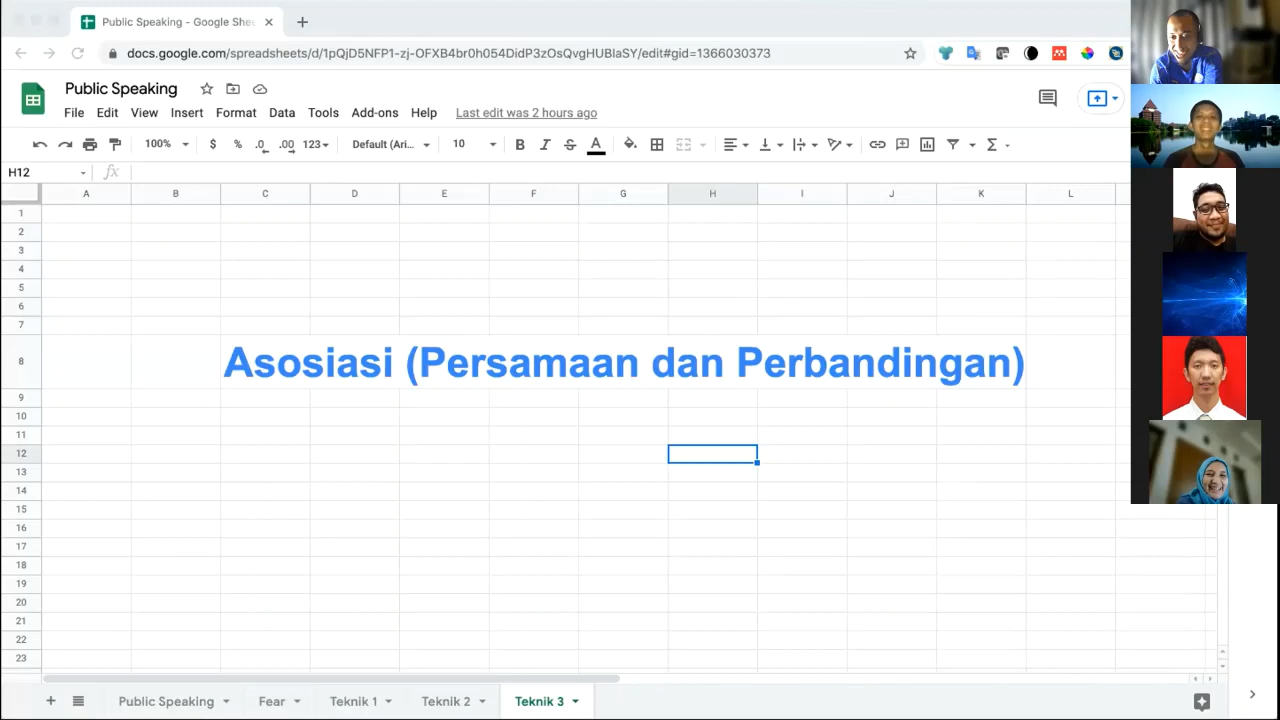 Public Speaking - Google Shee
docs.google.com/spreadsheets/d/1pQjD5NFP1-zj-OFXB4br0h054DidP3zOsQvgHUBIaSY/edit#gid=1366030373
Public Speaking
File Edit View Insert Format Data Tools Add-ons Help Last edit was 2 hours ago
100% $ % .0 .00 123 Default (Ari... 10 B I S A
H12 fx
A B C D E F G H I J K L
1
2
3
4
5
6
7
8 Asosiasi (Persamaan dan Perbandingan)
9
10
11
12
13
14
15
16
17
18
19
20
21
22
23
Public Speaking Fear Teknik 1 Teknik 2 Teknik 3